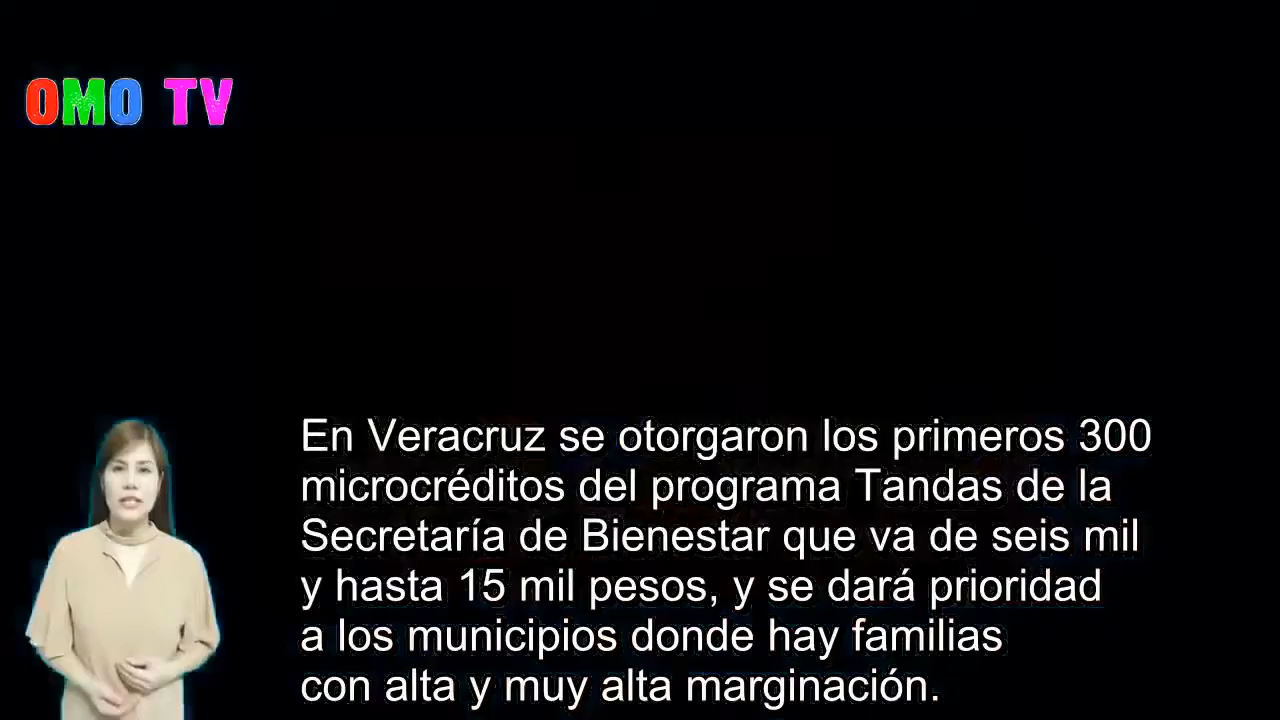 OMO TV
En Veracruz se otorgaron los primeros 300
microcréditos del programa Tandas de la
Secretaría de Bienestar que va de seis mil
y hasta 15 mil pesos, y se dará prioridad
a los municipios donde hay familias
con alta y muy alta marginación.